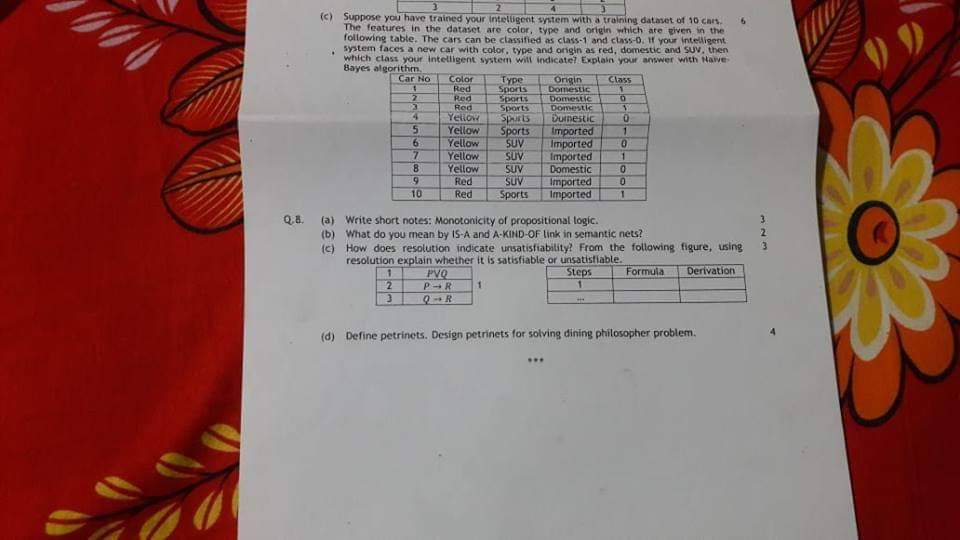 3 2 4 3
(c) Suppose you have trained your intelligent system with a training dataset of 10 cars. 6
The features in the dataset are color, type and origin which are given in the
following table. The cars can be classified as class-1 and class-0. If your intelligent
system faces a new car with color, type and origin as red, domestic and SUV, then
which class your intelligent system will indicate? Explain your answer with Naïve-
Bayes algorithm.
Car No Color Type Origin Class
1 Red Sports Domestic 1
2 Red Sports Domestic 0
3 Red Sports Domestic 1
4 Yellow Sports Domestic 0
5 Yellow Sports Imported 1
6 Yellow SUV Imported 0
7 Yellow SUV Imported 1
8 Yellow SUV Domestic 0
9 Red SUV Imported 0
10 Red Sports Imported 1
Q.8. (a) Write short notes: Monotonicity of propositional logic. 3
(b) What do you mean by IS-A and A-KIND-OF link in semantic nets? 2
(c) How does resolution indicate unsatisfiability? From the following figure, using 3
resolution explain whether it is satisfiable or unsatisfiable.
1 PVQ
2 P→R 1
3 Q→R
Steps Formula Derivation
1
...
(d) Define petrinets. Design petrinets for solving dining philosopher problem. 4
***